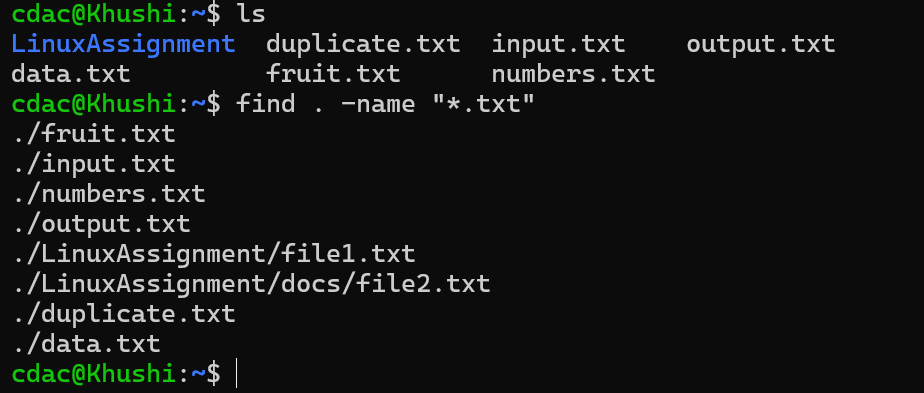 cdac@Khushi:~$ ls
LinuxAssignment  duplicate.txt  input.txt    output.txt
data.txt         fruit.txt      numbers.txt
cdac@Khushi:~$ find . -name "*.txt"
./fruit.txt
./input.txt
./numbers.txt
./output.txt
./LinuxAssignment/file1.txt
./LinuxAssignment/docs/file2.txt
./duplicate.txt
./data.txt
cdac@Khushi:~$